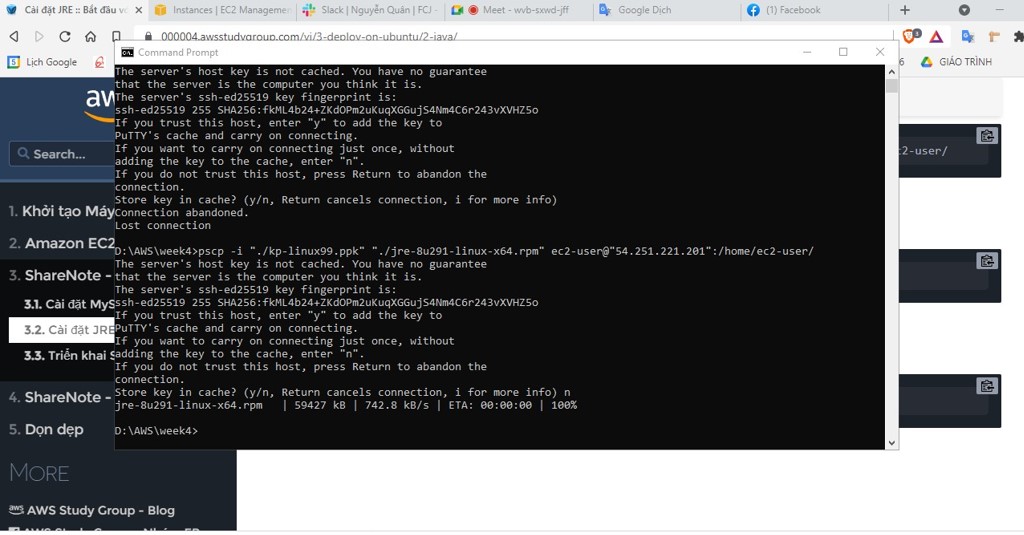 Cài đặt JRE :: Bắt đầu v
Instances | EC2 Managemen
Slack | Nguyễn Quân | FCJ -
Meet - wvb-sxwd-jff
Google Dịch
(1) Facebook
000004.awsstudygroup.com/vi/3-deploy-on-ubuntu/2-java/
Lịch Google
GIÁO TRÌNH
Command Prompt
The server's host key is not cached. You have no guarantee
that the server is the computer you think it is.
The server's ssh-ed25519 key fingerprint is:
ssh-ed25519 255 SHA256:fkML4b24+ZKdOPm2uKuqXGGujS4Nm4C6r243vXVHZ5o
If you trust this host, enter "y" to add the key to
PuTTY's cache and carry on connecting.
If you want to carry on connecting just once, without
adding the key to the cache, enter "n".
If you do not trust this host, press Return to abandon the
connection.
Store key in cache? (y/n, Return cancels connection, i for more info)
Connection abandoned.
Lost connection
D:\AWS\week4>pscp -i "./kp-linux99.ppk" "./jre-8u291-linux-x64.rpm" ec2-user@"54.251.221.201":/home/ec2-user/
The server's host key is not cached. You have no guarantee
that the server is the computer you think it is.
The server's ssh-ed25519 key fingerprint is:
ssh-ed25519 255 SHA256:fkML4b24+ZKdOPm2uKuqXGGujS4Nm4C6r243vXVHZ5o
If you trust this host, enter "y" to add the key to
PuTTY's cache and carry on connecting.
If you want to carry on connecting just once, without
adding the key to the cache, enter "n".
If you do not trust this host, press Return to abandon the
connection.
Store key in cache? (y/n, Return cancels connection, i for more info) n
jre-8u291-linux-x64.rpm | 59427 kB | 742.8 kB/s | ETA: 00:00:00 | 100%
D:\AWS\week4>
aw
Search...
1. Khởi tạo Máy
2. Amazon EC2
3. ShareNote -
3.1. Cài đặt MyS
3.2. Cài đặt JRE
3.3. Triển khai S
4. ShareNote -
5. Dọn dẹp
MORE
aws AWS Study Group - Blog
c2-user/